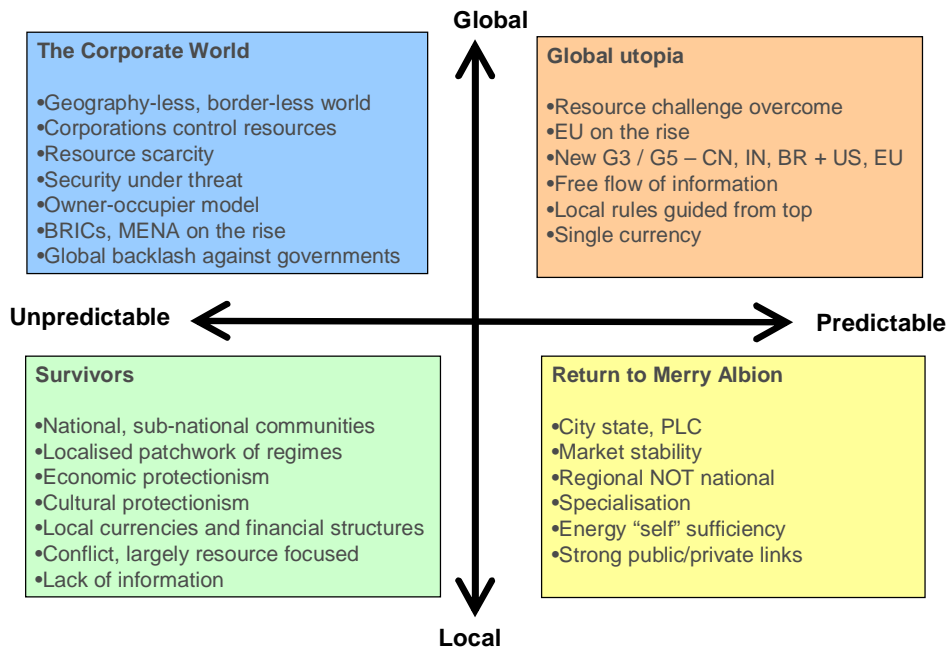 Global
The Corporate World
•Geography-less, border-less world
•Corporations control resources
•Resource scarcity
•Security under threat
•Owner-occupier model
•BRICs, MENA on the rise
•Global backlash against governments
Global utopia
•Resource challenge overcome
•EU on the rise
•New G3 / G5 – CN, IN, BR + US, EU
•Free flow of information
•Local rules guided from top
•Single currency
Unpredictable
Predictable
Survivors
•National, sub-national communities
•Localised patchwork of regimes
•Economic protectionism
•Cultural protectionism
•Local currencies and financial structures
•Conflict, largely resource focused
•Lack of information
Return to Merry Albion
•City state, PLC
•Market stability
•Regional NOT national
•Specialisation
•Energy “self” sufficiency
•Strong public/private links
Local